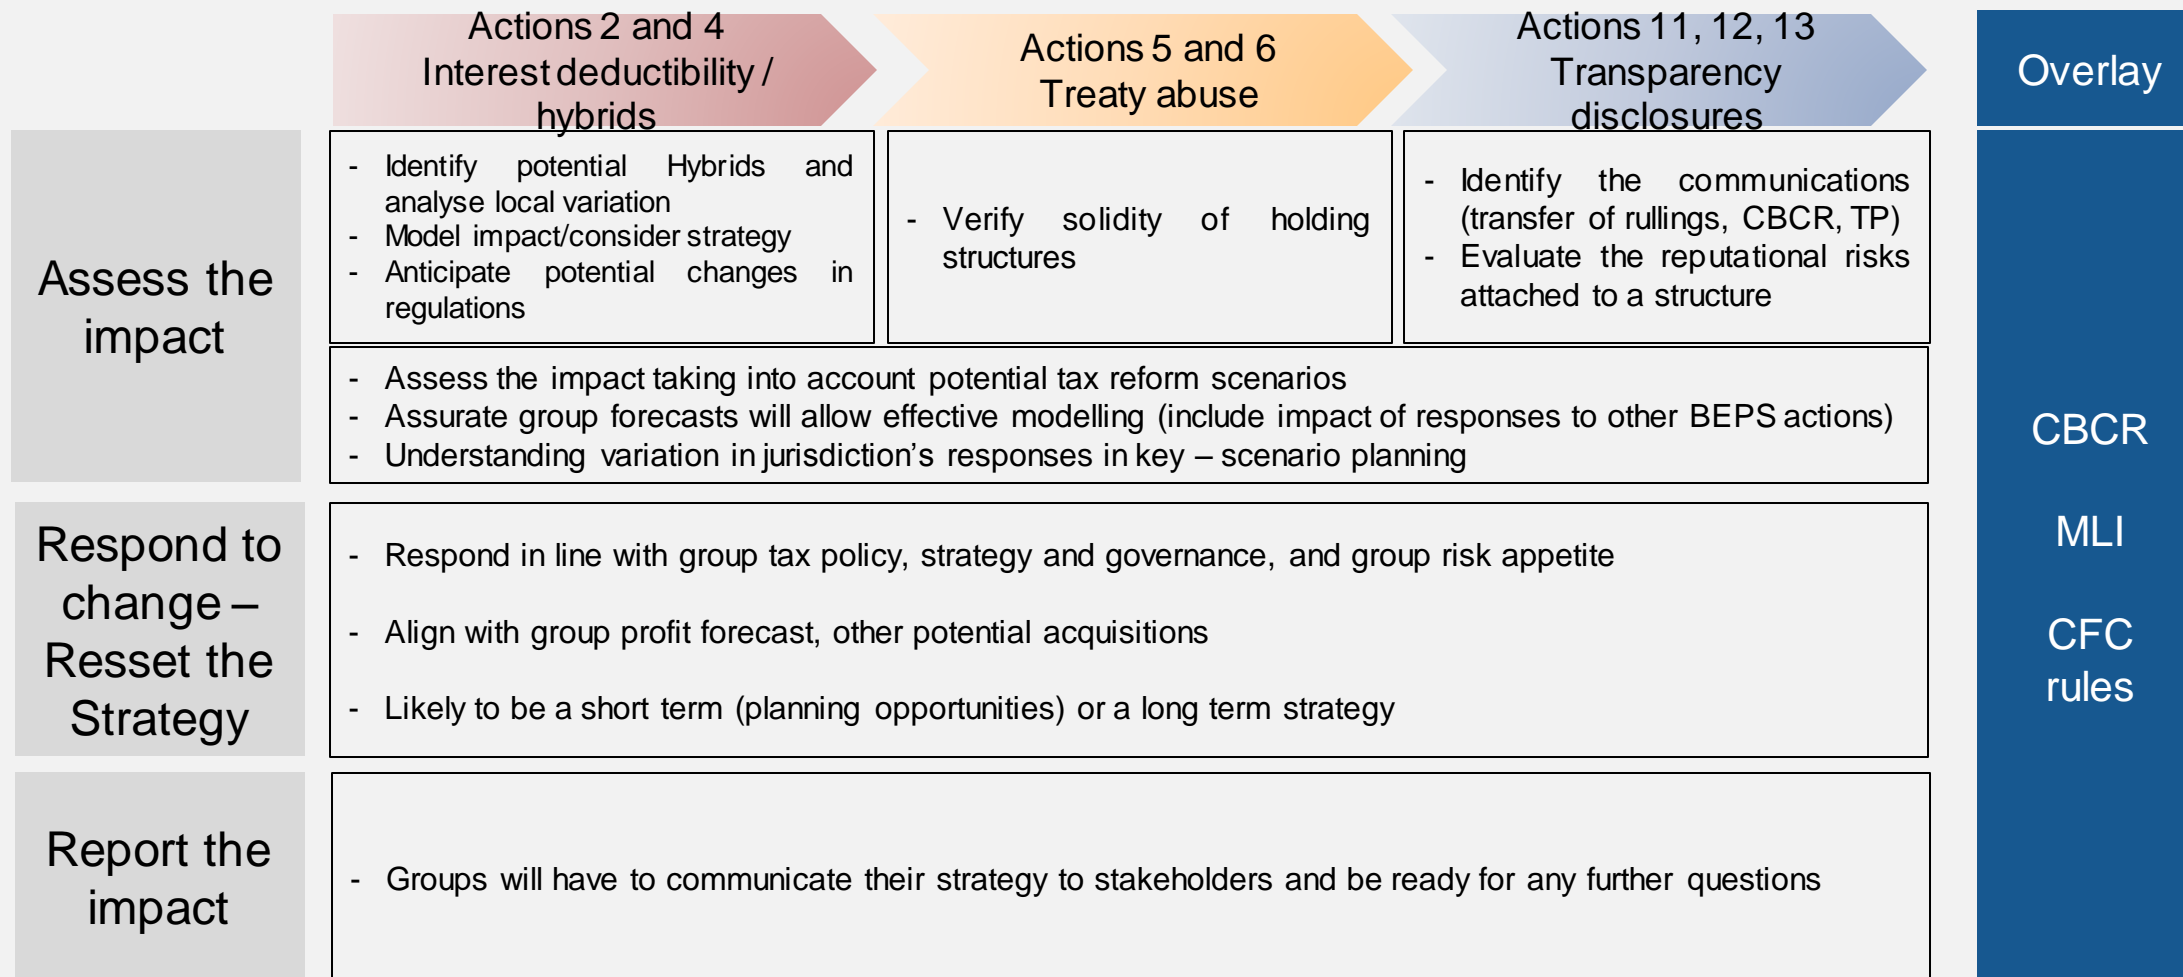 Actions 2 and 4
Interest deductibility /
hybrids
Actions 5 and 6
Treaty abuse
Actions 11, 12, 13
Transparency
disclosures
Overlay
Assess the
impact
- Identify potential Hybrids and
analyse local variation
- Model impact/consider strategy
- Anticipate potential changes in
regulations
- Verify solidity of holding
structures
- Identify the communications
(transfer of rullings, CBCR, TP)
- Evaluate the reputational risks
attached to a structure
- Assess the impact taking into account potential tax reform scenarios
- Assurate group forecasts will allow effective modelling (include impact of responses to other BEPS actions)
- Understanding variation in jurisdiction’s responses in key – scenario planning
Respond to
change –
Resset the
Strategy
- Respond in line with group tax policy, strategy and governance, and group risk appetite
- Align with group profit forecast, other potential acquisitions
- Likely to be a short term (planning opportunities) or a long term strategy
Report the
impact
- Groups will have to communicate their strategy to stakeholders and be ready for any further questions
CBCR
MLI
CFC
rules